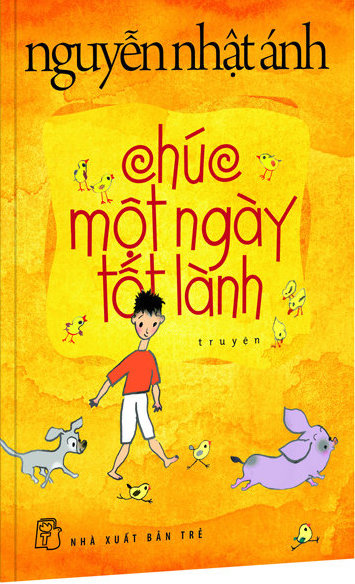 nguyễn nhật ánh
chúc
một ngày
tốt lành
truyện
NHÀ XUẤT BẢN TRẺ